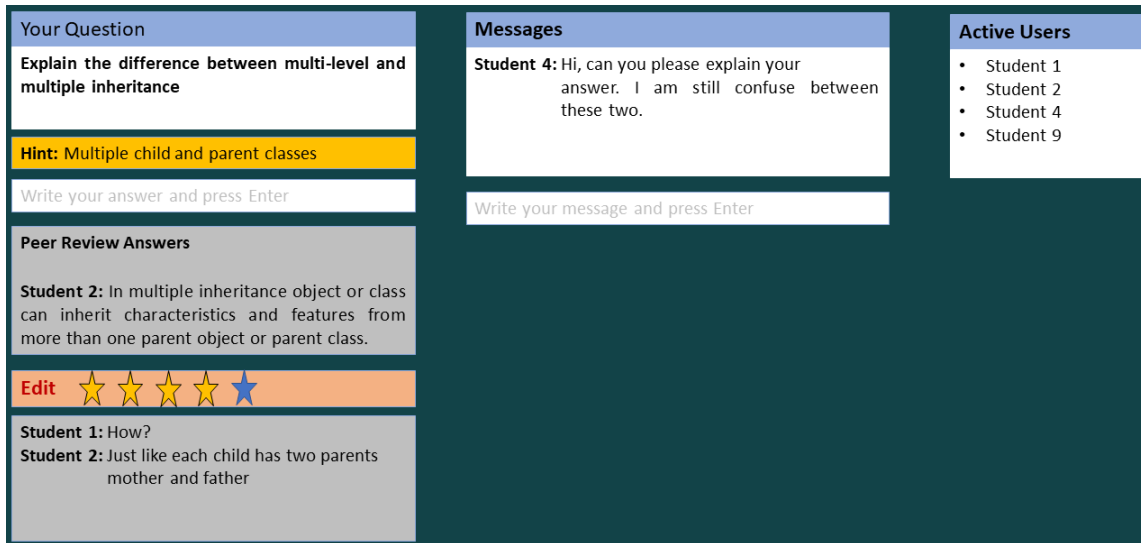 Your Question
Explain the difference between multi-level and
multiple inheritance
Hint: Multiple child and parent classes
Write your answer and press Enter
Peer Review Answers
Student 2: In multiple inheritance object or class
can inherit characteristics and features from
more than one parent object or parent class.
Edit
Student 1: How?
Student 2: Just like each child has two parents
mother and father
Messages
Student 4: Hi, can you please explain your
answer. I am still confuse between
these two.
Write your message and press Enter
Active Users
• Student 1
• Student 2
• Student 4
• Student 9